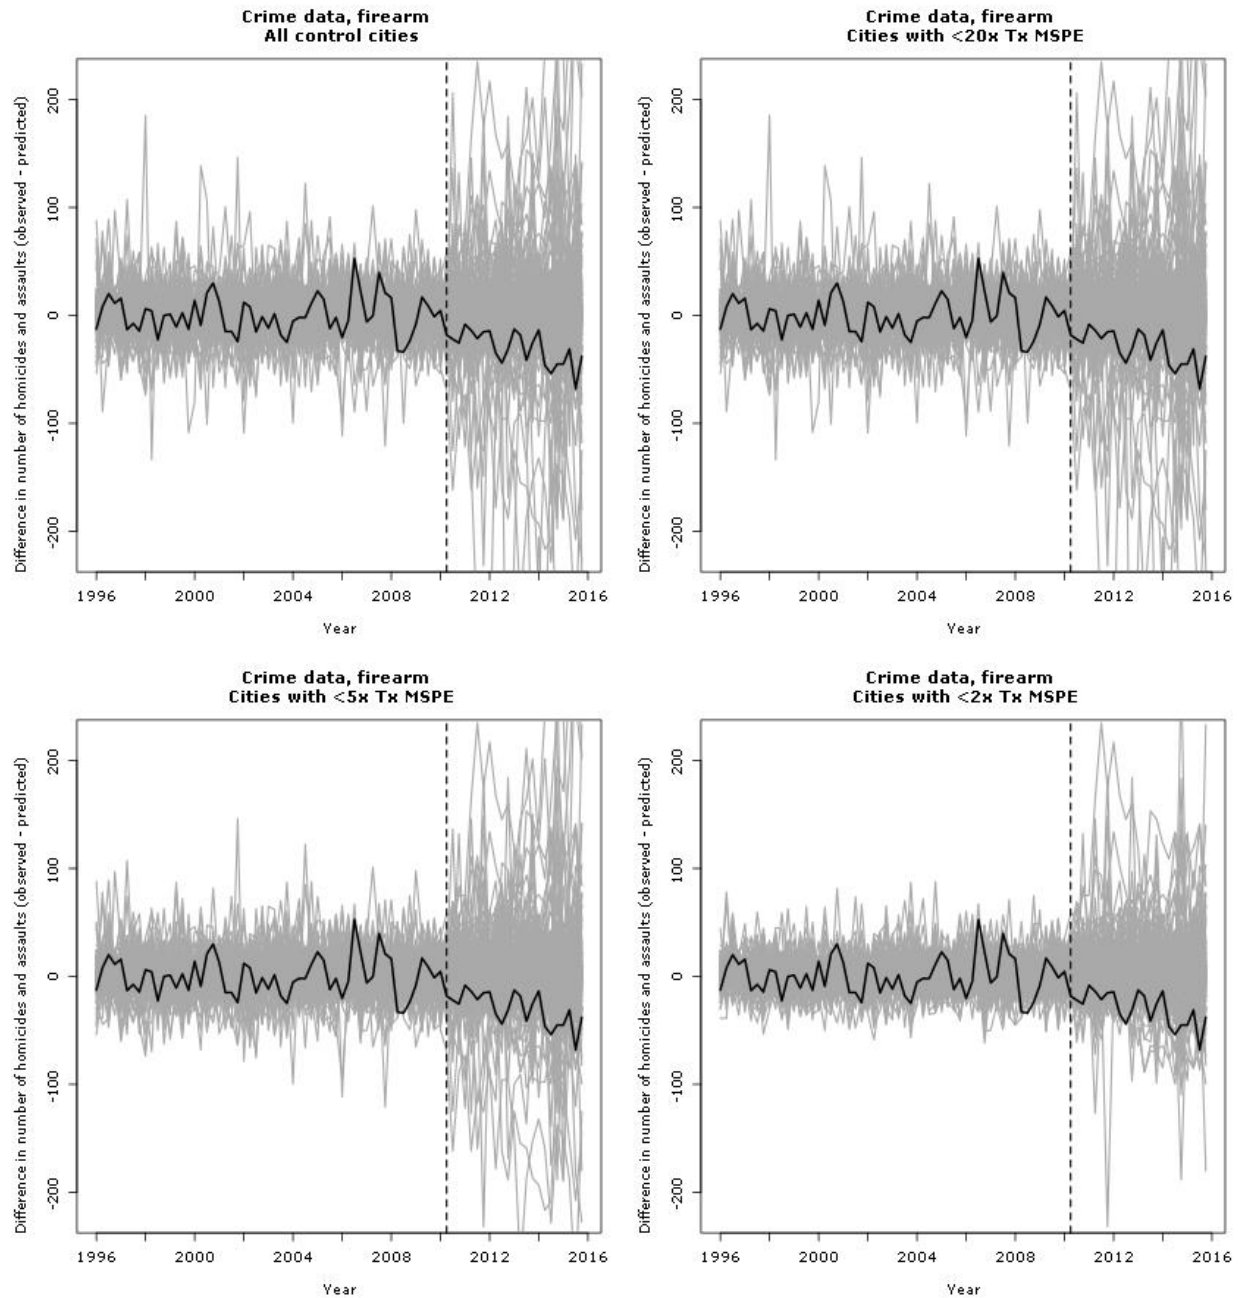 Crime data, firearm
All control cities
Difference in number of homicides and assaults (observed - predicted)
200
100
0
-100
-200
1996 2000 2004 2008 2012 2016
Year
Crime data, firearm
Cities with <20x Tx MSPE
Difference in number of homicides and assaults (observed - predicted)
200
100
0
-100
-200
1996 2000 2004 2008 2012 2016
Year
Crime data, firearm
Cities with <5x Tx MSPE
Difference in number of homicides and assaults (observed - predicted)
200
100
0
-100
-200
1996 2000 2004 2008 2012 2016
Year
Crime data, firearm
Cities with <2x Tx MSPE
Difference in number of homicides and assaults (observed - predicted)
200
100
0
-100
-200
1996 2000 2004 2008 2012 2016
Year